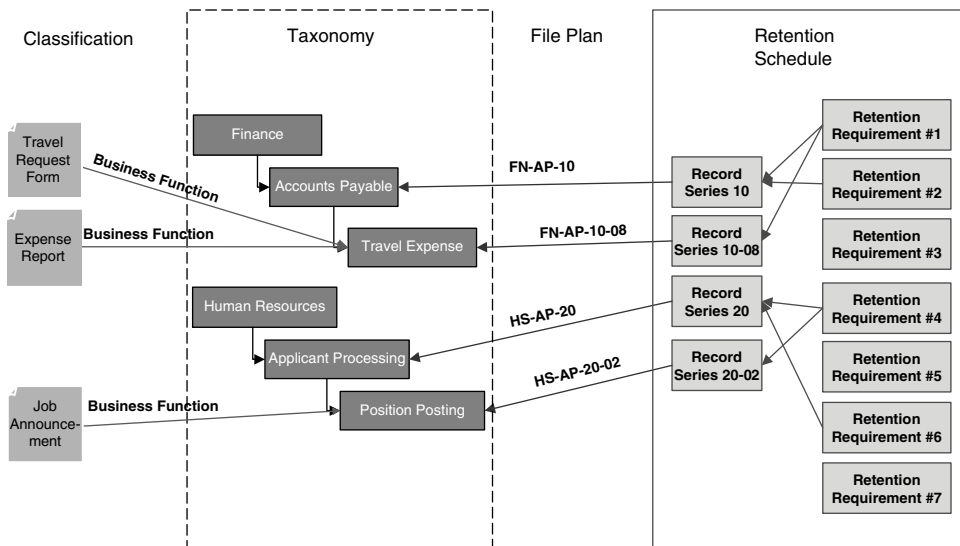 Classification
Taxonomy
File Plan
Retention
Schedule
Travel
Request
Form
Expense
Report
Job
Announce-
ment
Business Function
Business Function
Business Function
Finance
Accounts Payable
Travel Expense
Human Resources
Applicant Processing
Position Posting
FN-AP-10
FN-AP-10-08
HS-AP-20
HS-AP-20-02
Record
Series 10
Record
Series 10-08
Record
Series 20
Record
Series 20-02
Retention
Requirement #1
Retention
Requirement #2
Retention
Requirement #3
Retention
Requirement #4
Retention
Requirement #5
Retention
Requirement #6
Retention
Requirement #7